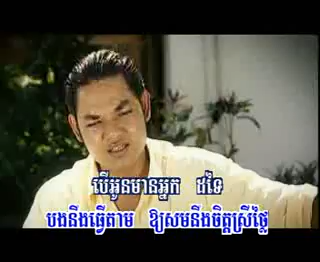 បើអូនមានអ្នក ដទៃ
បងនឹងធ្វើតាម ឱ្យសមនឹងចិត្តស្រីថ្លៃ